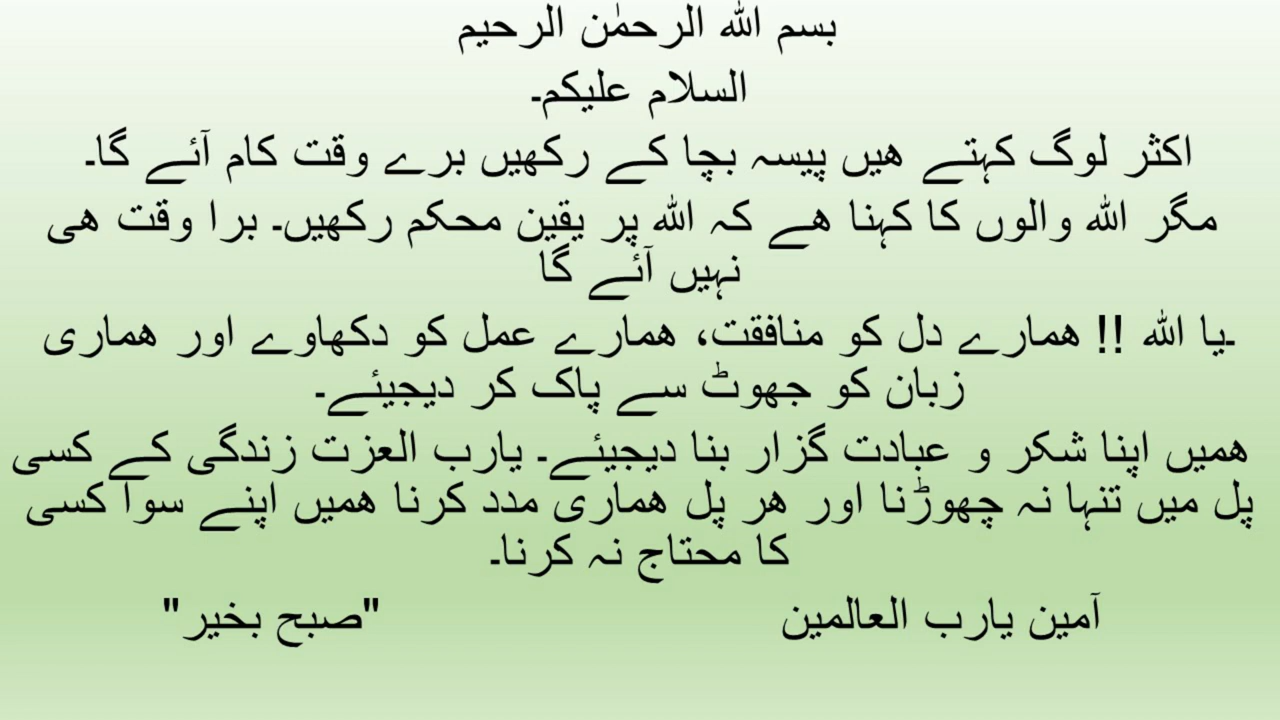 بسم اللہ الرحمٰن الرحیم
السلام علیکم۔
اکثر لوگ کہتے ھیں پیسہ بچا کے رکھیں برے وقت کام آئے گا۔
مگر اللہ والوں کا کہنا ھے کہ اللہ پر یقین محکم رکھیں۔ برا وقت ھی
نہیں آئے گا
۔یا اللہ !! ھمارے دل کو منافقت، ھمارے عمل کو دکھاوے اور ھماری
زبان کو جھوٹ سے پاک کر دیجیئے۔
ھمیں اپنا شکر و عبادت گزار بنا دیجیئے۔ یارب العزت زندگی کے کسی
پل میں تنہا نہ چھوڑنا اور ھر پل ھماری مدد کرنا ھمیں اپنے سوا کسی
کا محتاج نہ کرنا۔
آمین یارب العالمین "صبح بخیر"